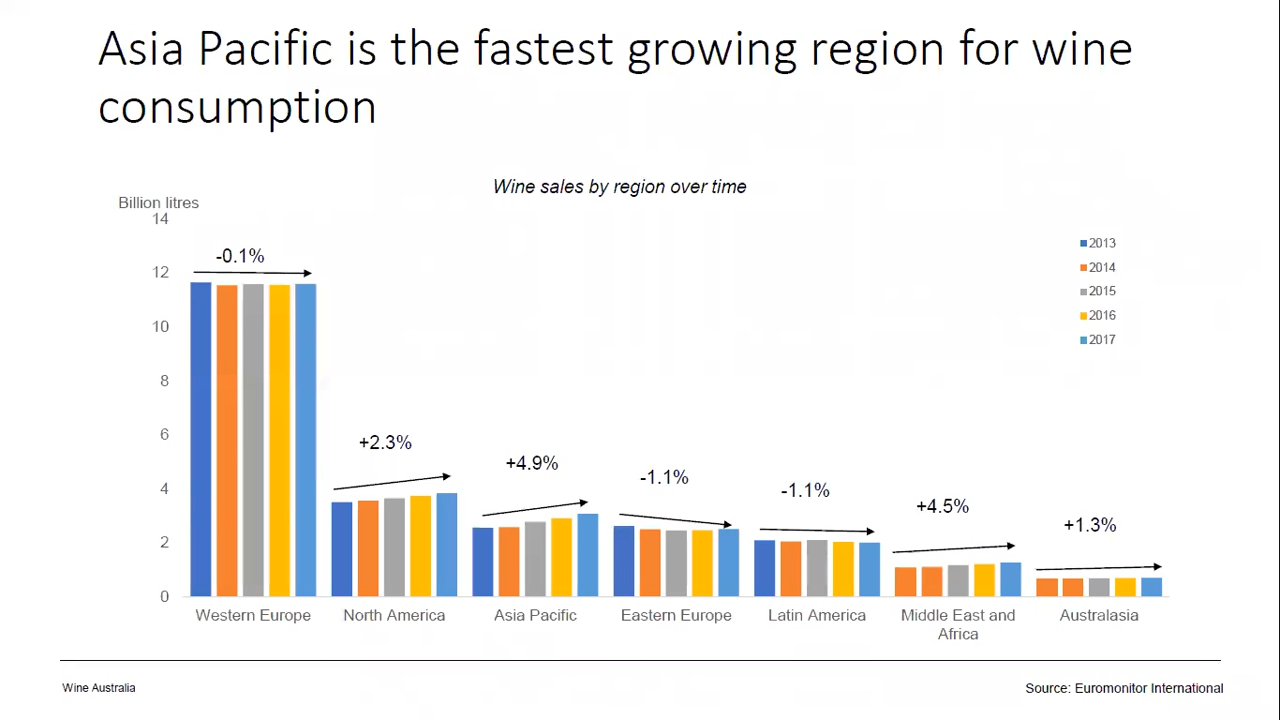 Asia Pacific is the fastest growing region for wine
consumption
Wine sales by region over time
Billion litres
14
12
10
8
6
4
2
0
-0.1%
+2.3%
+4.9%
-1.1%
-1.1%
+4.5%
+1.3%
2013
2014
2015
2016
2017
Western Europe
North America
Asia Pacific
Eastern Europe
Latin America
Middle East and
Africa
Australasia
Wine Australia
Source: Euromonitor International